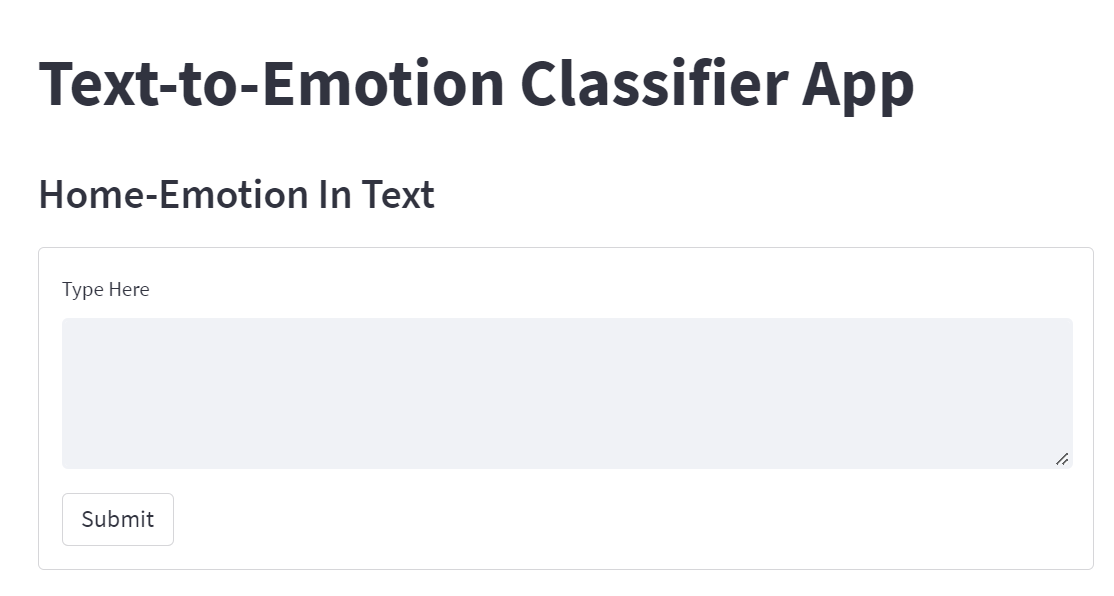 Text-to-Emotion Classifier App
Home-Emotion In Text
Type Here
Submit